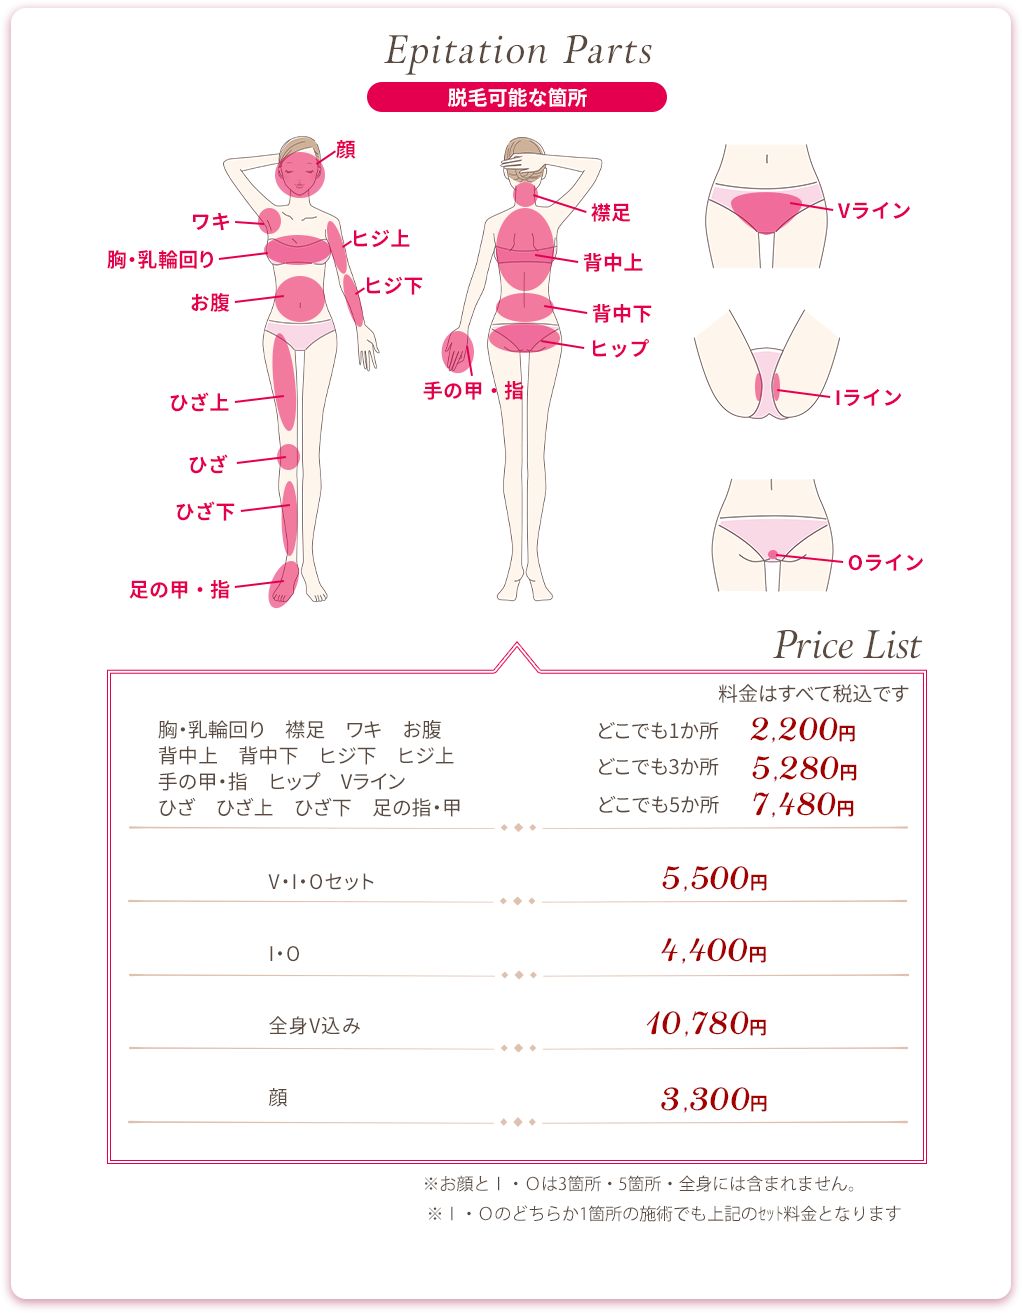 Epitation Parts
脱毛可能な箇所
顔
ワキ
胸・乳輪回り
お腹
ヒジ上
ヒジ下
ひざ上
ひざ
ひざ下
足の甲・指
襟足
背中上
背中下
ヒップ
手の甲・指
Vライン
Iライン
Oライン
Price List
料金はすべて税込です
胸・乳輪回り　襟足　ワキ　お腹
背中上　背中下　ヒジ下　ヒジ上
手の甲・指　ヒップ　Vライン
ひざ　ひざ上　ひざ下　足の指・甲
どこでも1か所　2,200円
どこでも3か所　5,280円
どこでも5か所　7,480円
V・I・Oセット　5,500円
I・O　4,400円
全身V込み　10,780円
顔　3,300円
※お顔とＩ・Ｏは3箇所・5箇所・全身には含まれません。
※Ｉ・Ｏのどちらか1箇所の施術でも上記のｾｯﾄ料金となります